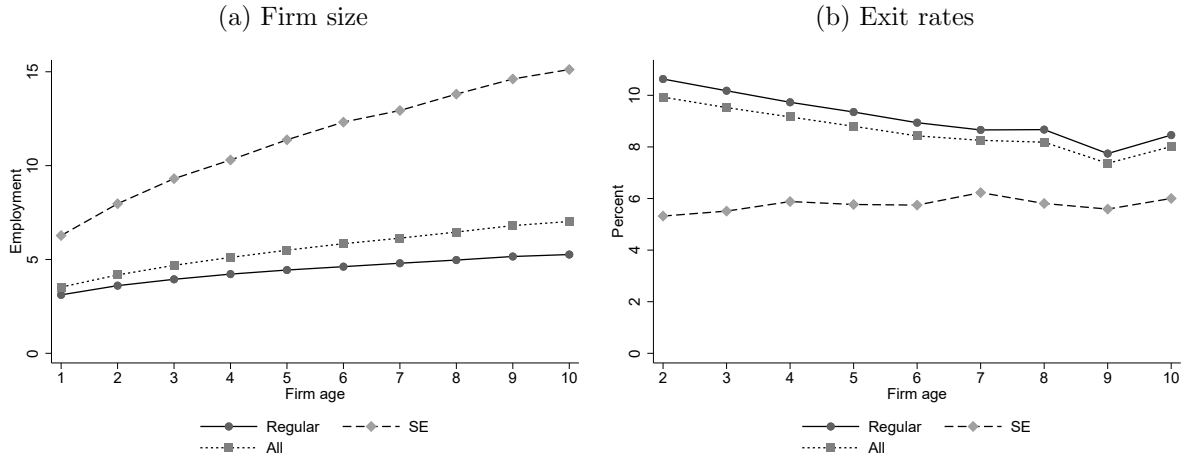 (a) Firm size
Employment
15
10
5
0
1 2 3 4 5 6 7 8 9 10
Firm age
Regular SE
All
(b) Exit rates
Percent
10
8
6
4
2
0
2 3 4 5 6 7 8 9 10
Firm age
Regular SE
All